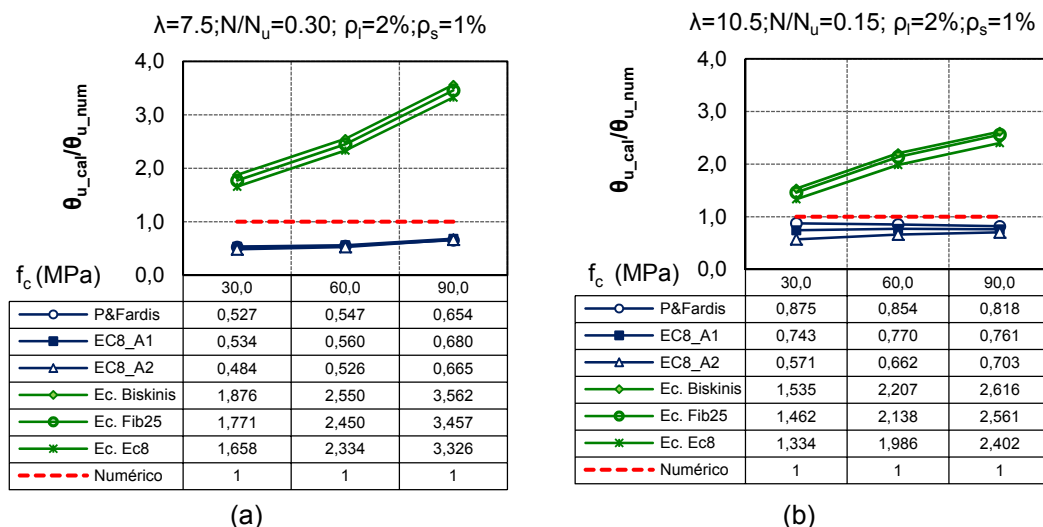 λ=7.5;N/Nu=0.30; ρl=2%;ρs=1%
θu_cal/θu_num
4,0
3,0
2,0
1,0
0,0
fc (MPa)
30,0 60,0 90,0
P&Fardis 0,527 0,547 0,654
EC8_A1 0,534 0,560 0,680
EC8_A2 0,484 0,526 0,665
Ec. Biskinis 1,876 2,550 3,562
Ec. Fib25 1,771 2,450 3,457
Ec. Ec8 1,658 2,334 3,326
Numérico 1 1 1
(a)
λ=10.5;N/Nu=0.15; ρl=2%;ρs=1%
θu_cal/θu_num
4,0
3,0
2,0
1,0
0,0
fc (MPa)
30,0 60,0 90,0
P&Fardis 0,875 0,854 0,818
EC8_A1 0,743 0,770 0,761
EC8_A2 0,571 0,662 0,703
Ec. Biskinis 1,535 2,207 2,616
Ec. Fib25 1,462 2,138 2,561
Ec. Ec8 1,334 1,986 2,402
Numérico 1 1 1
(b)